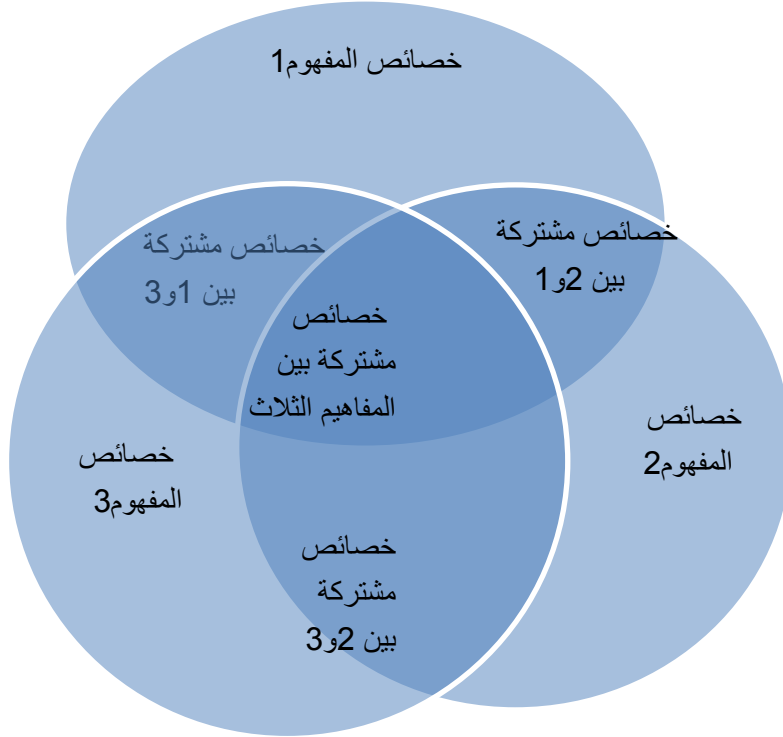 خصائص المفهوم1
خصائص مشتركة
بين 2و1
خصائص مشتركة
بين 1و3
خصائص
مشتركة بين
المفاهيم الثلاث
خصائص
المفهوم2
خصائص
المفهوم3
خصائص
مشتركة
بين 2و3